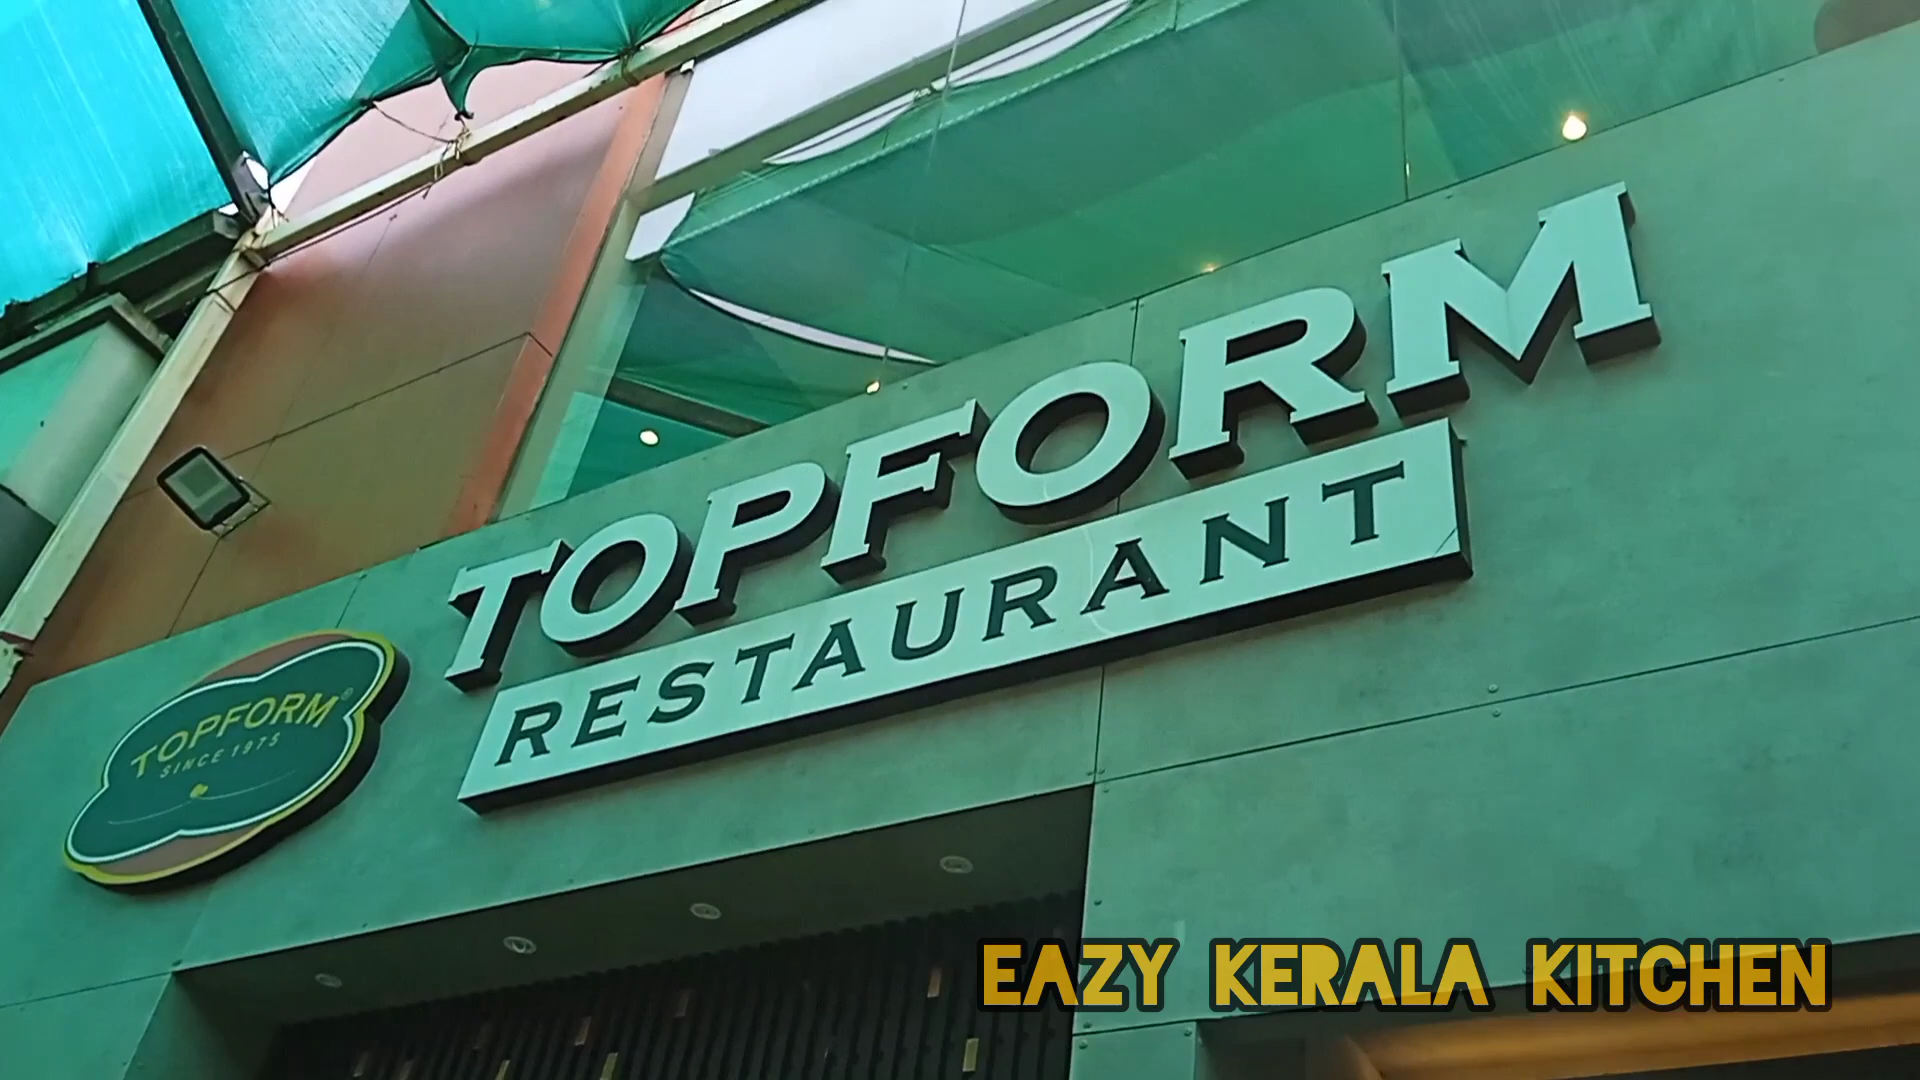 TOPFORM
RESTAURANT
TOPFORM®
SINCE 1975
EAZY KERALA KITCHEN